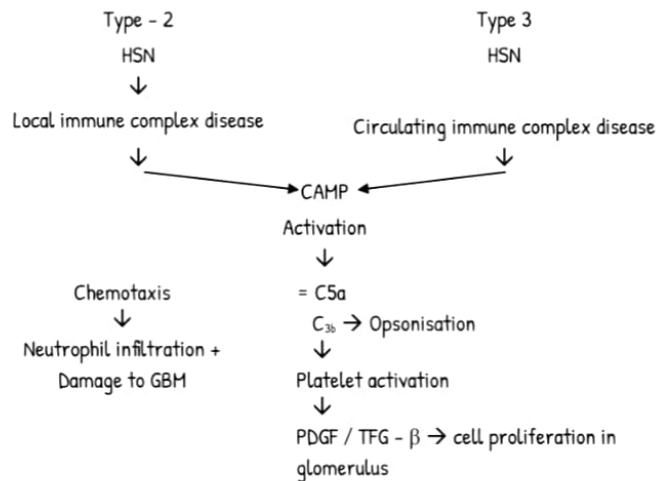 Type - 2
HSN
↓
Local immune complex disease
↓
Type 3
HSN
Circulating immune complex disease
↓
CAMP
Activation
↓
Chemotaxis
↓
Neutrophil infiltration +
Damage to GBM
= C5a
C₃ᵦ → Opsonisation
↓
Platelet activation
↓
PDGF / TFG - β → cell proliferation in
glomerulus